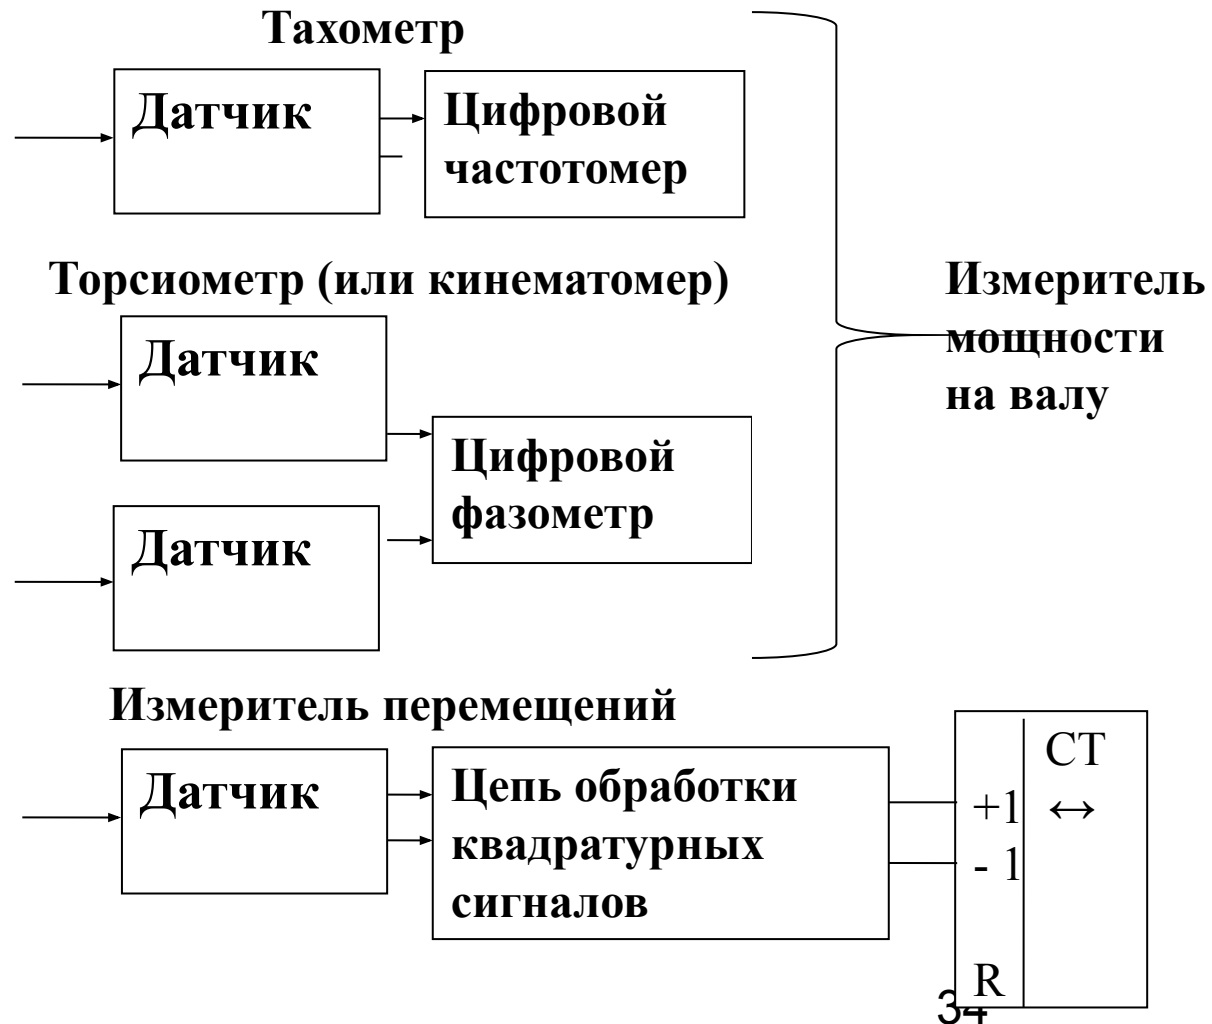 Тахометр
Датчик
Цифровой
частотомер
Торсиометр (или кинематомер)
Измеритель
мощности
на валу
Датчик
Цифровой
фазометр
Датчик
Измеритель перемещений
Датчик
Цепь обработки
квадратурных
сигналов
CT
+1 ↔
- 1
R
34